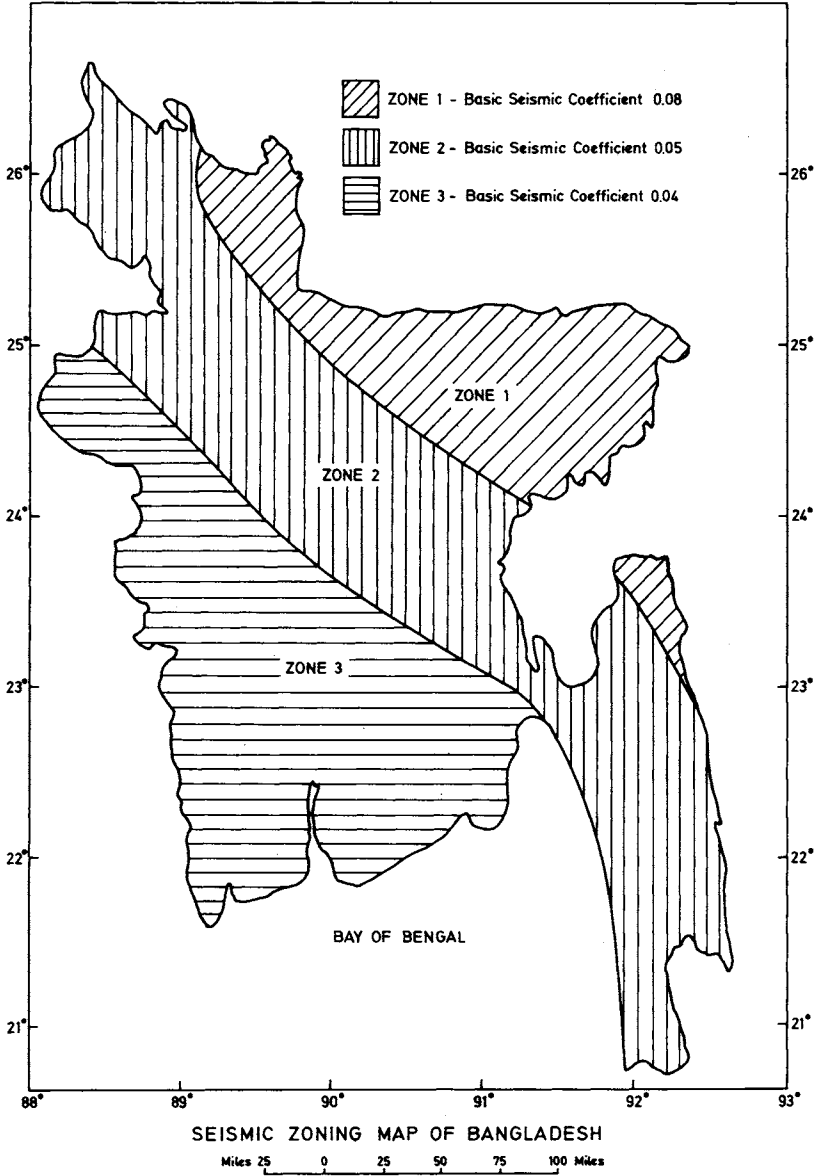 ZONE 1 - Basic Seismic Coefficient 0.08
ZONE 2 - Basic Seismic Coefficient 0.05
ZONE 3 - Basic Seismic Coefficient 0.04
26° 26°
25° 25°
ZONE 1
ZONE 2
24° 24°
ZONE 3
23° 23°
22° 22°
BAY OF BENGAL
21° 21°
88° 89° 90° 91° 92° 93°
SEISMIC ZONING MAP OF BANGLADESH
Miles 25 0 25 50 75 100 Miles